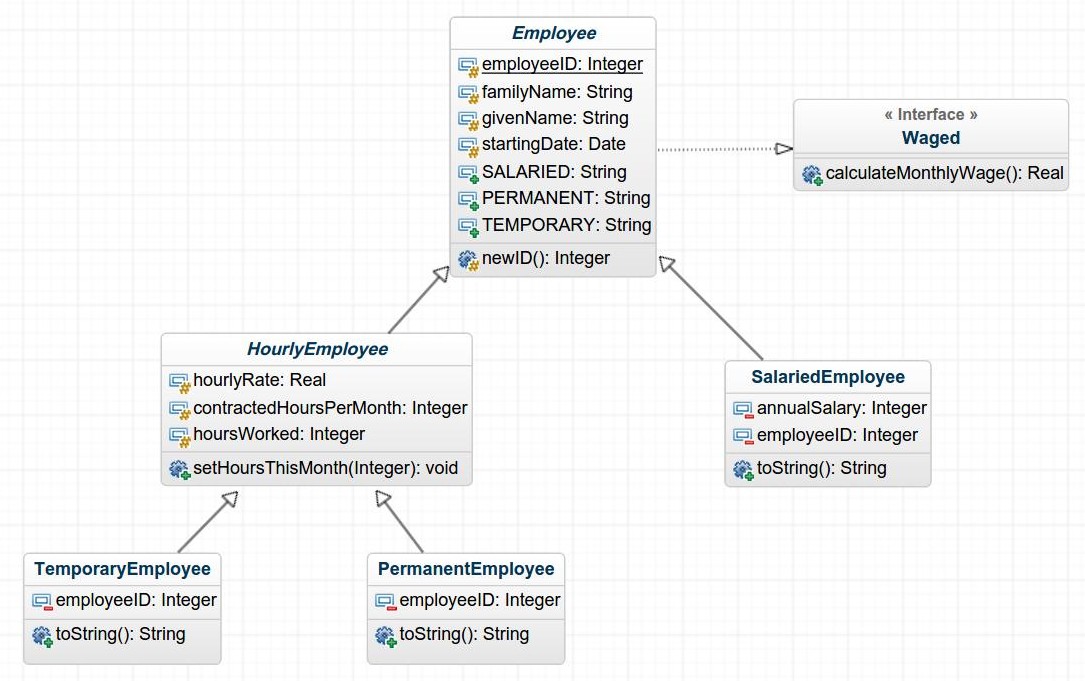 Employee
employeeID: Integer
familyName: String
givenName: String
startingDate: Date
SALARIED: String
PERMANENT: String
TEMPORARY: String
newID(): Integer
« Interface »
Waged
calculateMonthlyWage(): Real
HourlyEmployee
hourlyRate: Real
contractedHoursPerMonth: Integer
hoursWorked: Integer
setHoursThisMonth(Integer): void
SalariedEmployee
annualSalary: Integer
employeeID: Integer
toString(): String
TemporaryEmployee
employeeID: Integer
toString(): String
PermanentEmployee
employeeID: Integer
toString(): String